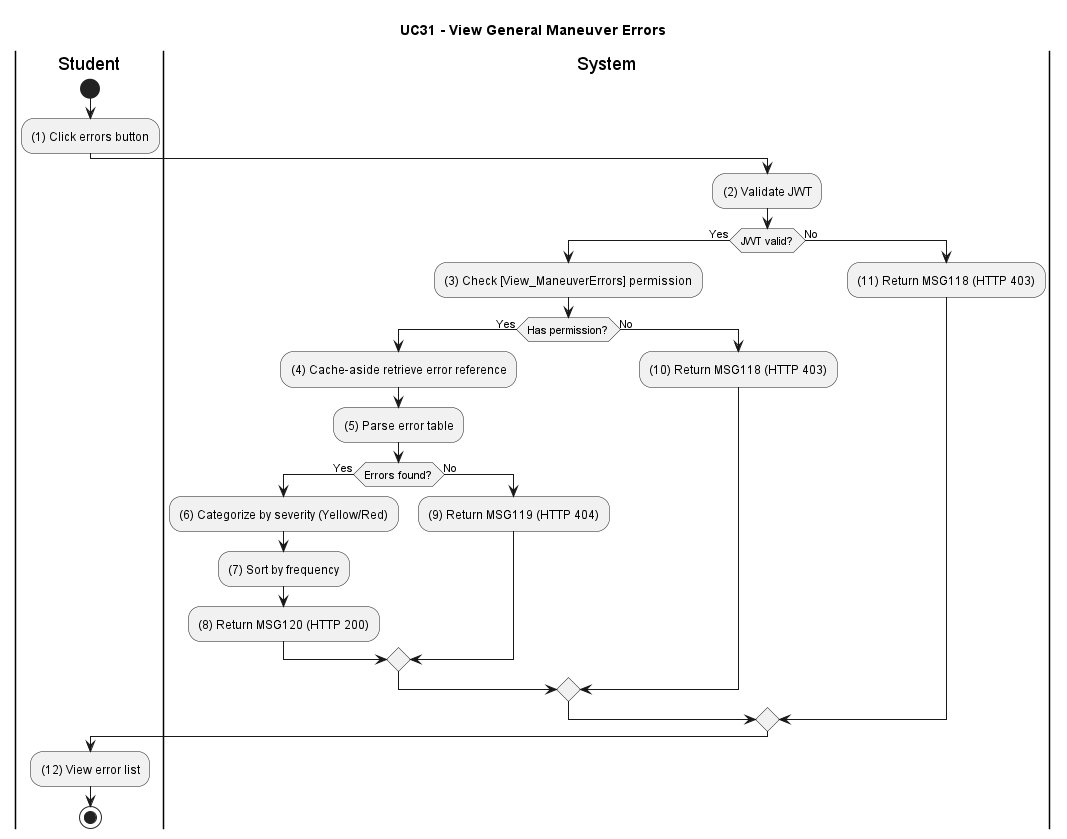 UC31 - View General Maneuver Errors
Student
System
(1) Click errors button
(2) Validate JWT
Yes
JWT valid?
No
(3) Check [View_ManeuverErrors] permission
(11) Return MSG118 (HTTP 403)
Yes
Has permission?
No
(4) Cache-aside retrieve error reference
(10) Return MSG118 (HTTP 403)
(5) Parse error table
Yes
Errors found?
No
(6) Categorize by severity (Yellow/Red)
(9) Return MSG119 (HTTP 404)
(7) Sort by frequency
(8) Return MSG120 (HTTP 200)
(12) View error list